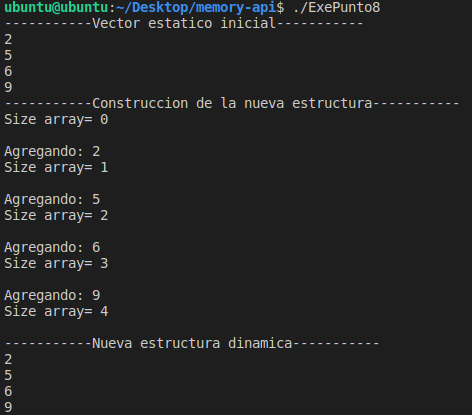 ubuntu@ubuntu:~/Desktop/memory-api$ ./ExePunto8
-----------Vector estatico inicial-----------
2
5
6
9
-----------Construccion de la nueva estructura-----------
Size array= 0
Agregando: 2
Size array= 1
Agregando: 5
Size array= 2
Agregando: 6
Size array= 3
Agregando: 9
Size array= 4
-----------Nueva estructura dinamica-----------
2
5
6
9